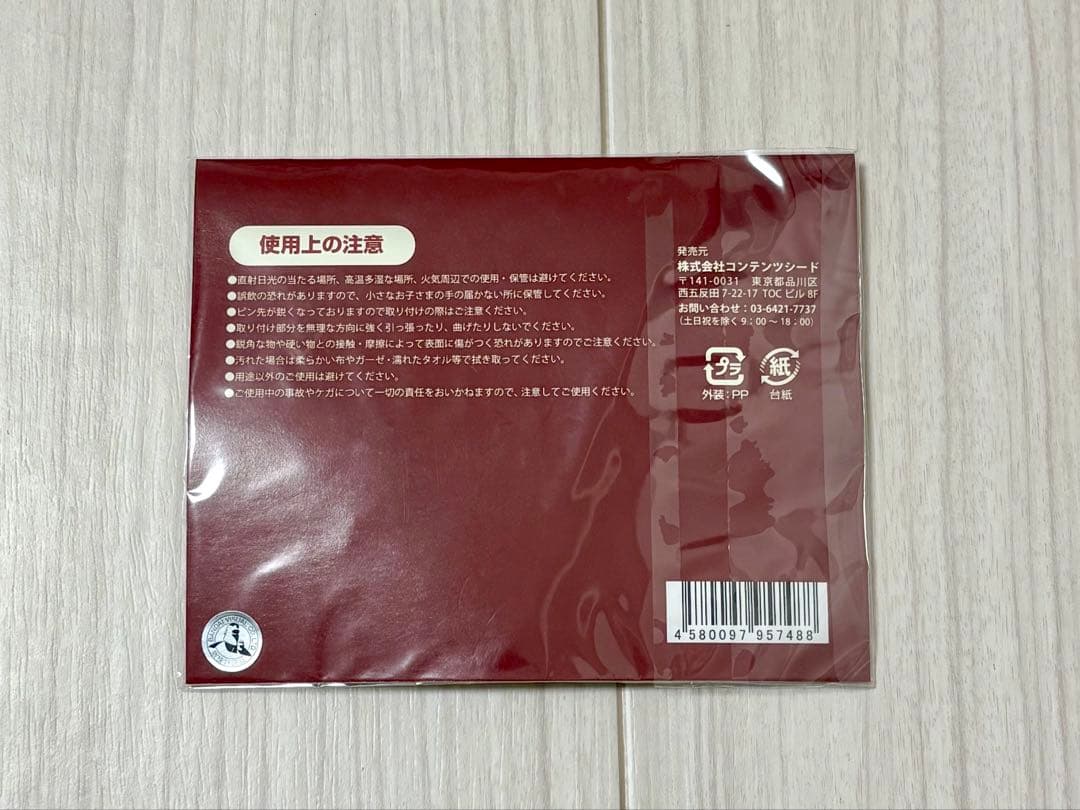 使用上の注意
●直射日光の当たる場所、高温多湿な場所、火気周辺での使用・保管は避けてください。
●誤飲の恐れがありますので、小さなお子さまの手の届かない所に保管してください。
●ピン先が鋭くなっておりますので取り付けの際はご注意ください。
●取り付け部分を無理な方向に強く引っ張ったり、曲げたりしないでください。
●鋭角な物や硬い物との接触・摩擦によって表面に傷がつく恐れがありますのでご注意ください。
●汚れた場合は柔らかい布やガーゼ・濡れたタオル等で拭き取ってください。
●用途以外のご使用は避けてください。
●ご使用中の事故やケガについて一切の責任をおいかねますので、注意してご使用ください。
発売元
株式会社コンテンツシード
〒141-0031 東京都品川区
西五反田 7-22-17 TOC ビル 8F
お問い合わせ：03-6421-7737
（土日祝を除く 9：00 〜 18：00）
プラ 紙
外装：PP 台紙
4 580097 957488
BANDAI VISUAL CO., LTD.